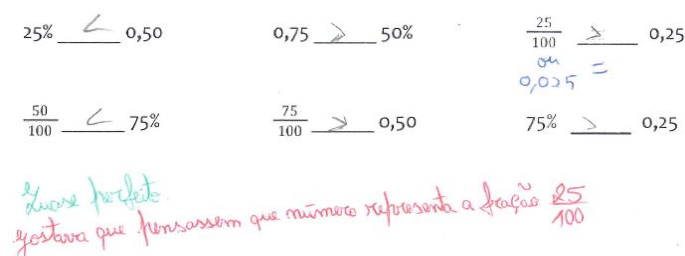 25% < 0,50 0,75 > 50% 25/100 > 0,25
ou
0,025 =
50/100 < 75% 75/100 > 0,50 75% > 0,25
Quase perfeito.
Gostava que pensassem que número representa a fração 25/100